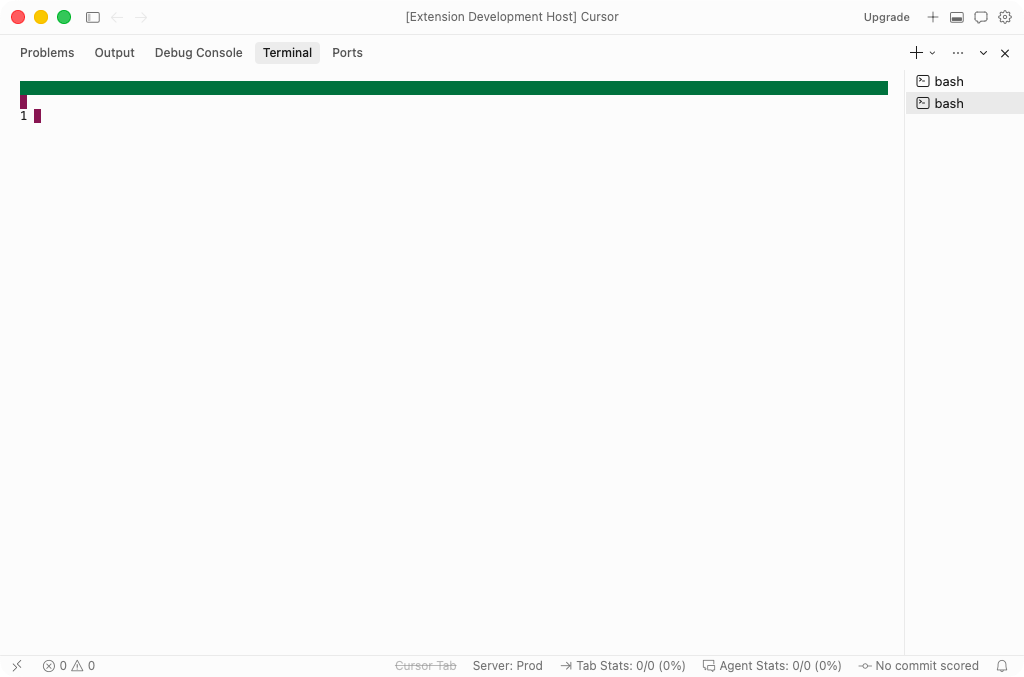 [Extension Development Host] Cursor
Upgrade
Problems Output Debug Console Terminal Ports
bash
bash
1
0 0 Cursor Tab Server: Prod Tab Stats: 0/0 (0%) Agent Stats: 0/0 (0%) No commit scored